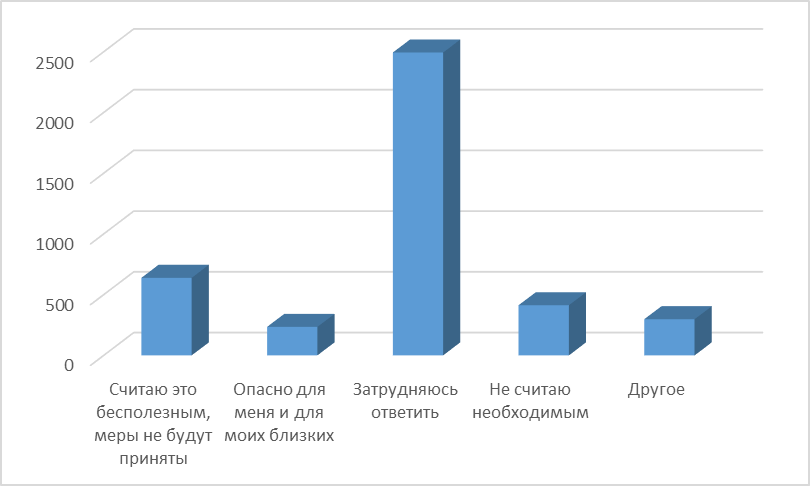 2500
2000
1500
1000
500
0
Считаю это
бесполезным,
меры не будут
приняты
Опасно для
меня и для
моих близких
Затрудняюсь
ответить
Не считаю
необходимым
Другое